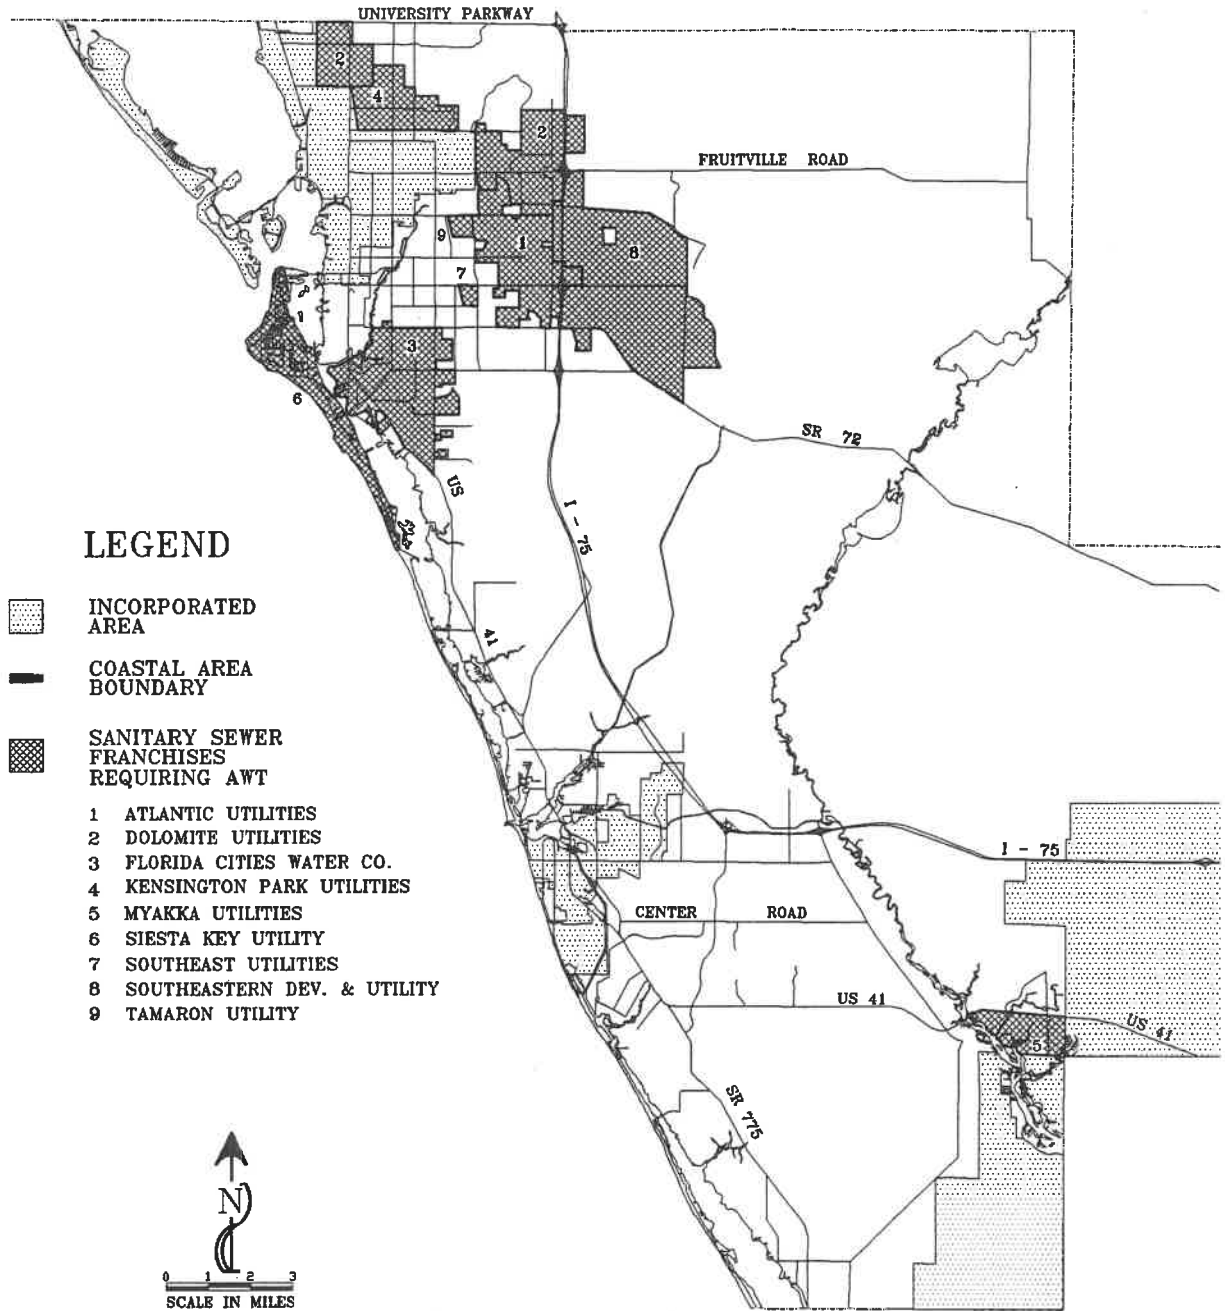 UNIVERSITY PARKWAY
2
4
2
FRUITVILLE ROAD
9
1
8
7
3
6
SR 72
US
I - 75
LEGEND
INCORPORATED
AREA
COASTAL AREA
BOUNDARY
SANITARY SEWER
FRANCHISES
REQUIRING AWT
1 ATLANTIC UTILITIES
2 DOLOMITE UTILITIES
3 FLORIDA CITIES WATER CO.
4 KENSINGTON PARK UTILITIES
5 MYAKKA UTILITIES
6 SIESTA KEY UTILITY
7 SOUTHEAST UTILITIES
8 SOUTHEASTERN DEV. & UTILITY
9 TAMARON UTILITY
41
I - 75
CENTER ROAD
US 41
US 41
5
SR 775
N
0 1 2 3
SCALE IN MILES